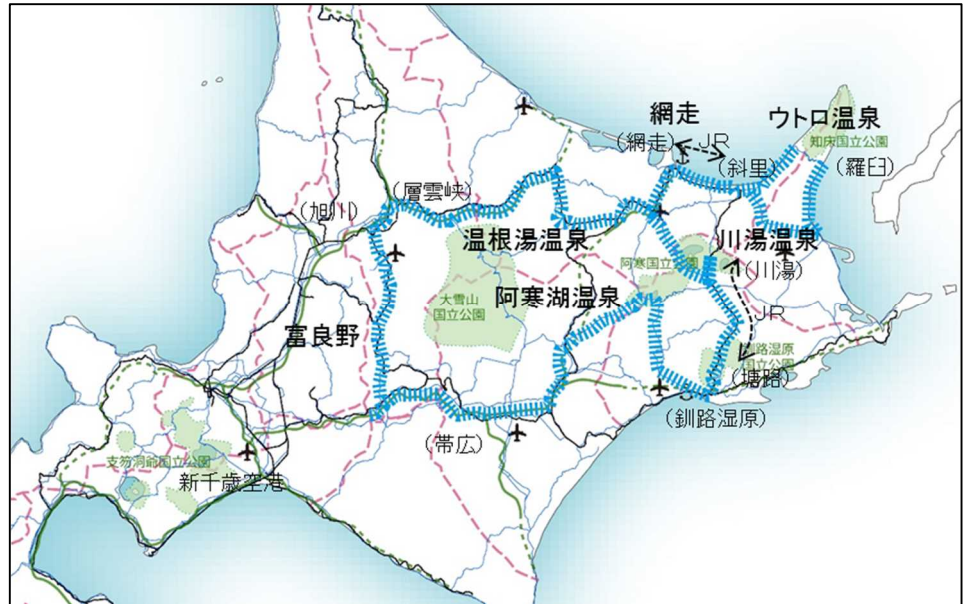 網走
ウトロ温泉
(網走)
JR
知床国立公園
(斜里)
(羅臼)
(層雲峡)
(旭川)
温根湯温泉
川湯温泉
阿寒国立公園
(川湯)
大雪山
国立公園
阿寒湖温泉
JR
富良野
釧路湿原
国立公園
(塘路)
(釧路湿原)
(帯広)
支笏洞爺国立公園
新千歳空港